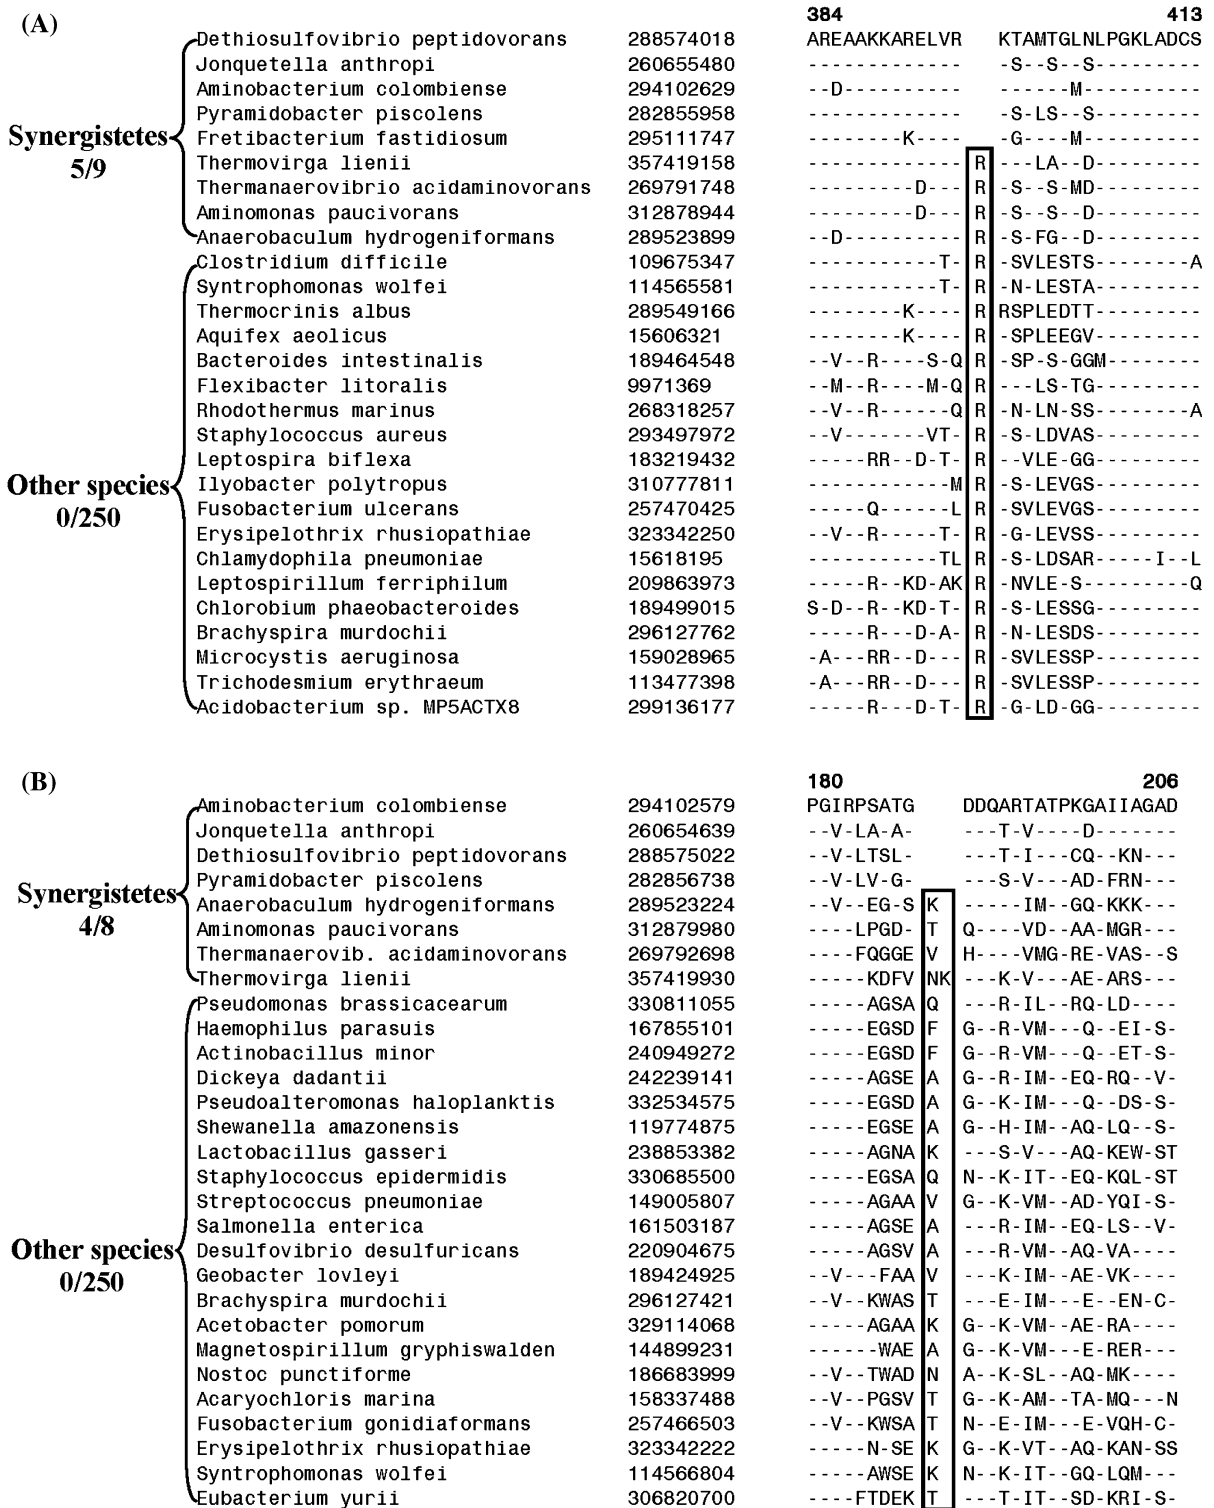 (A) 384 413
Dethiosulfovibrio peptidovorans 288574018 AREAAKKARELVR KTAMTGLNLPGKLADCS
Jonquetella anthropi 260655480 ------------- -S--S--S---------
Aminobacterium colombiense 294102629 --D---------- ------M----------
Pyramidobacter piscolens 282855958 ------------- -S-LS--S---------
Fretibacterium fastidiosum 295111747 --------K---- -G----M----------
Thermovirga lienii 357419158 ------------- R ---LA--D---------
Thermanaerovibrio acidaminovorans 269791748 ---------D--- R -S--S-MD---------
Aminomonas paucivorans 312878944 ---------D--- R -S--S--D---------
Anaerobaculum hydrogeniformans 289523899 --D---------- R -S-FG--D---------
Synergistetes
5/9
Clostridium difficile 109675347 -----------T- R -SVLESTS--------A
Syntrophomonas wolfei 114565581 -----------T- R -N-LESTA---------
Thermocrinis albus 289549166 --------K---- R RSPLEDTT---------
Aquifex aeolicus 15606321 --------K---- R -SPLEEGV---------
Bacteroides intestinalis 189464548 --V--R----S-Q R -SP-S-GGM--------
Flexibacter litoralis 9971369 --M--R----M-Q R ---LS-TG---------
Rhodothermus marinus 268318257 --V--R------Q R -N-LN-SS--------A
Staphylococcus aureus 293497972 --V-------VT- R -S-LDVAS---------
Leptospira biflexa 183219432 -----RR--D-T- R --VLE-GG---------
Ilyobacter polytropus 310777811 ------------M R -S-LEVGS---------
Fusobacterium ulcerans 257470425 -----Q------L R -SVLEVGS---------
Erysipelothrix rhusiopathiae 323342250 --V--R-----T- R -G-LEVSS---------
Chlamydophila pneumoniae 15618195 -----------TL R -S-LDSAR-----I--L
Leptospirillum ferriphilum 209863973 -----R--KD-AK R -NVLE-S---------Q
Chlorobium phaeobacteroides 189499015 S-D--R--KD-T- R -S-LESSG---------
Brachyspira murdochii 296127762 -----R---D-A- R -N-LESDS---------
Microcystis aeruginosa 159028965 -A---RR--D--- R -SVLESSP---------
Trichodesmium erythraeum 113477398 -A---RR--D--- R -SVLESSP---------
Acidobacterium sp. MP5ACTX8 299136177 -----R---D-T- R -G-LD-GG---------
Other species
0/250
(B) 180 206
Aminobacterium colombiense 294102579 PGIRPSATG DDQARTATPKGAIIAGAD
Jonquetella anthropi 260654639 --V-LA-A- ---T-V----D-------
Dethiosulfovibrio peptidovorans 288575022 --V-LTSL- ---T-I---CQ--KN---
Pyramidobacter piscolens 282856738 --V-LV-G- ---S-V---AD-FRN---
Anaerobaculum hydrogeniformans 289523224 --V--EG-S K -----IM--GQ-KKK---
Aminomonas paucivorans 312879980 ----LPGD- T Q----VD--AA-MGR---
Thermanaerovib. acidaminovorans 269792698 ----FQGGE V H----VMG-RE-VAS--S
Thermovirga lienii 357419930 -----KDFV NK ---K-V---AE-ARS---
Synergistetes
4/8
Pseudomonas brassicacearum 330811055 -----AGSA Q ---R-IL--RQ-LD----
Haemophilus parasuis 167855101 -----EGSD F G--R-VM---Q--EI-S-
Actinobacillus minor 240949272 -----EGSD F G--R-VM---Q--ET-S-
Dickeya dadantii 242239141 -----AGSE A G--R-IM--EQ-RQ--V-
Pseudoalteromonas haloplanktis 332534575 -----EGSD A G--K-IM---Q--DS-S-
Shewanella amazonensis 119774875 -----EGSE A G--H-IM--AQ-LQ--S-
Lactobacillus gasseri 238853382 -----AGNA K ---S-V---AQ-KEW-ST
Staphylococcus epidermidis 330685500 -----EGSA Q N--K-IT--EQ-KQL-ST
Streptococcus pneumoniae 149005807 -----AGAA V G--K-VM--AD-YQI-S-
Salmonella enterica 161503187 -----AGSE A ---R-IM--EQ-LS--V-
Desulfovibrio desulfuricans 220904675 -----AGSV A ---R-VM--AQ-VA----
Geobacter lovleyi 189424925 --V---FAA V ---K-IM--AE-VK----
Brachyspira murdochii 296127421 --V--KWAS T ---E-IM---E--EN-C-
Acetobacter pomorum 329114068 -----AGAA K G--K-VM--AE-RA----
Magnetospirillum gryphiswalden 144899231 ------WAE A G--K-VM---E-RER---
Nostoc punctiforme 186683999 --V--TWAD N A--K-SL--AQ-MK----
Acaryochloris marina 158337488 --V--PGSV T G--K-AM--TA-MQ---N
Fusobacterium gonidiaformans 257466503 --V--KWSA T N--E-IM---E-VQH-C-
Erysipelothrix rhusiopathiae 323342222 -----N-SE K G--K-VT--AQ-KAN-SS
Syntrophomonas wolfei 114566804 -----AWSE K N--K-IT--GQ-LQM---
Eubacterium yurii 306820700 ----FTDEK T ---T-IT--SD-KRI-S-
Other species
0/250